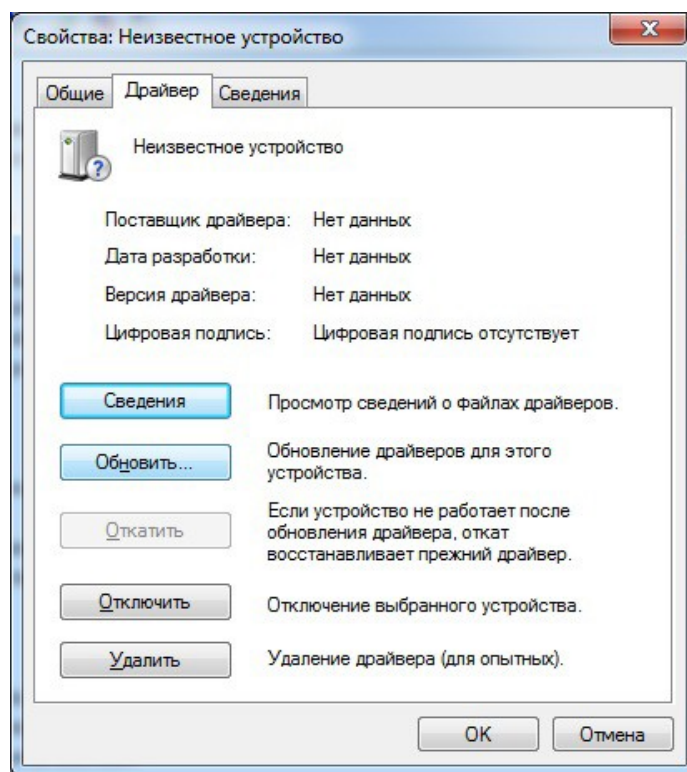 Свойства: Неизвестное устройство
Общие Драйвер Сведения
Неизвестное устройство
Поставщик драйвера: Нет данных
Дата разработки: Нет данных
Версия драйвера: Нет данных
Цифровая подпись: Цифровая подпись отсутствует
Сведения
Просмотр сведений о файлах драйверов.
Обновить...
Обновление драйверов для этого
устройства.
Откатить
Если устройство не работает после
обновления драйвера, откат
восстанавливает прежний драйвер.
Отключить
Отключение выбранного устройства.
Удалить
Удаление драйвера (для опытных).
OK Отмена